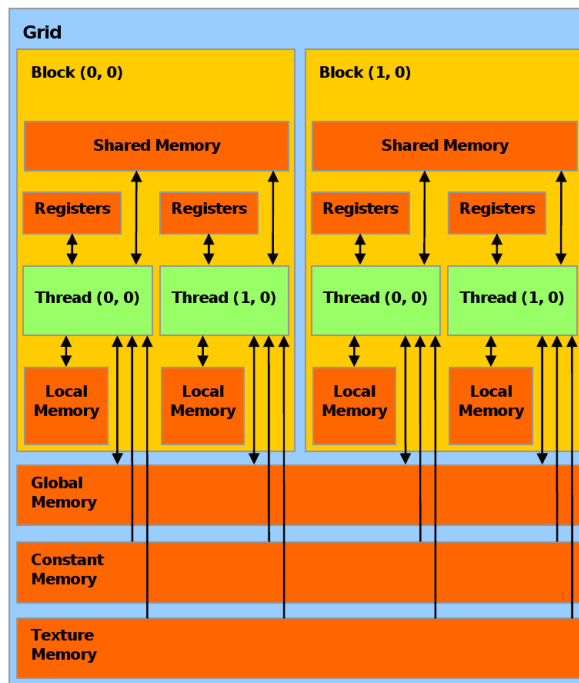 Grid
Block (0, 0)
Block (1, 0)
Shared Memory
Shared Memory
Registers
Registers
Registers
Registers
Thread (0, 0)
Thread (1, 0)
Thread (0, 0)
Thread (1, 0)
Local
Memory
Local
Memory
Local
Memory
Local
Memory
Global
Memory
Constant
Memory
Texture
Memory